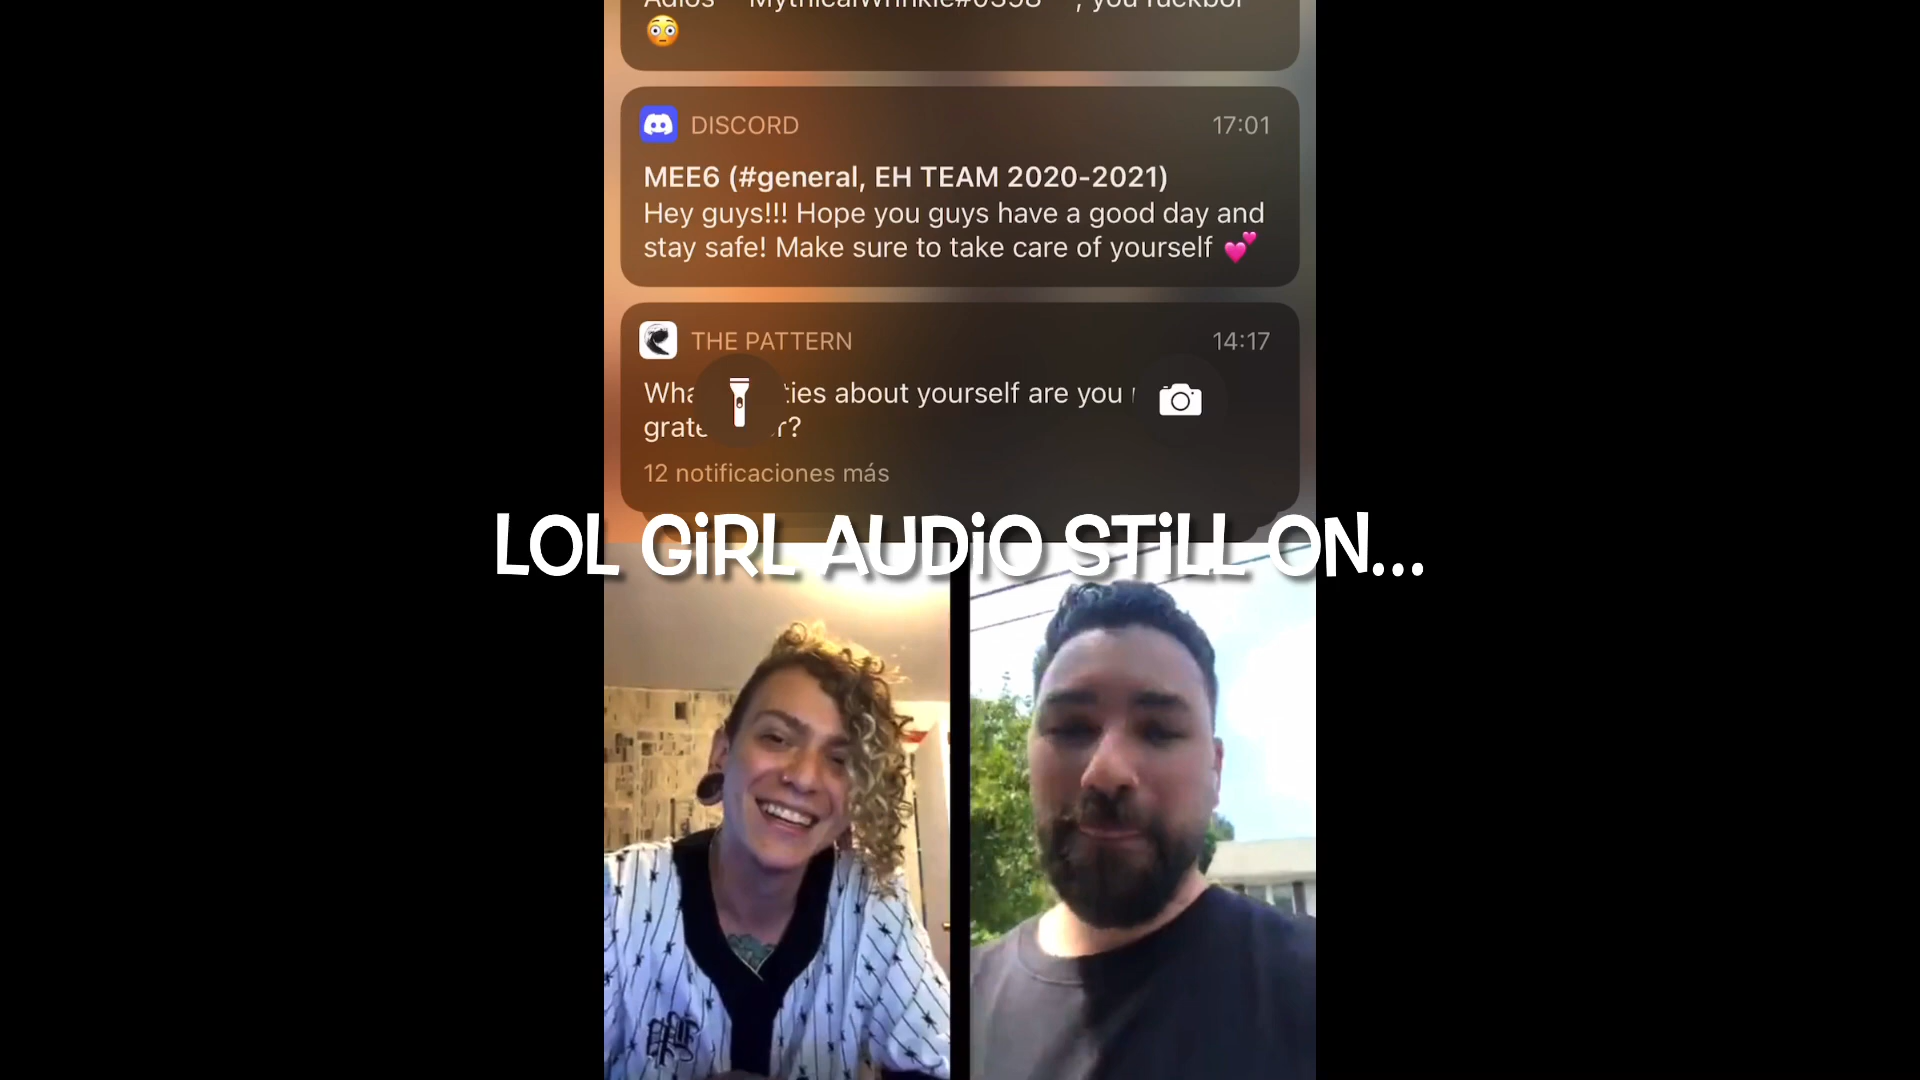 DISCORD 17:01
MEE6 (#general, EH TEAM 2020-2021)
Hey guys!!! Hope you guys have a good day and
stay safe! Make sure to take care of yourself 💕
THE PATTERN 14:17
about yourself are you
12 notificaciones más
LOL GiRL AUDiO STiLL ON...